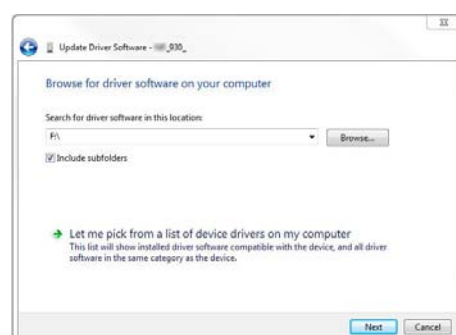 Update Driver Software - _930_
Browse for driver software on your computer
Search for driver software in this location:
F:\
Browse...
Include subfolders
Let me pick from a list of device drivers on my computer
This list will show installed driver software compatible with the device, and all driver
software in the same category as the device.
Next
Cancel